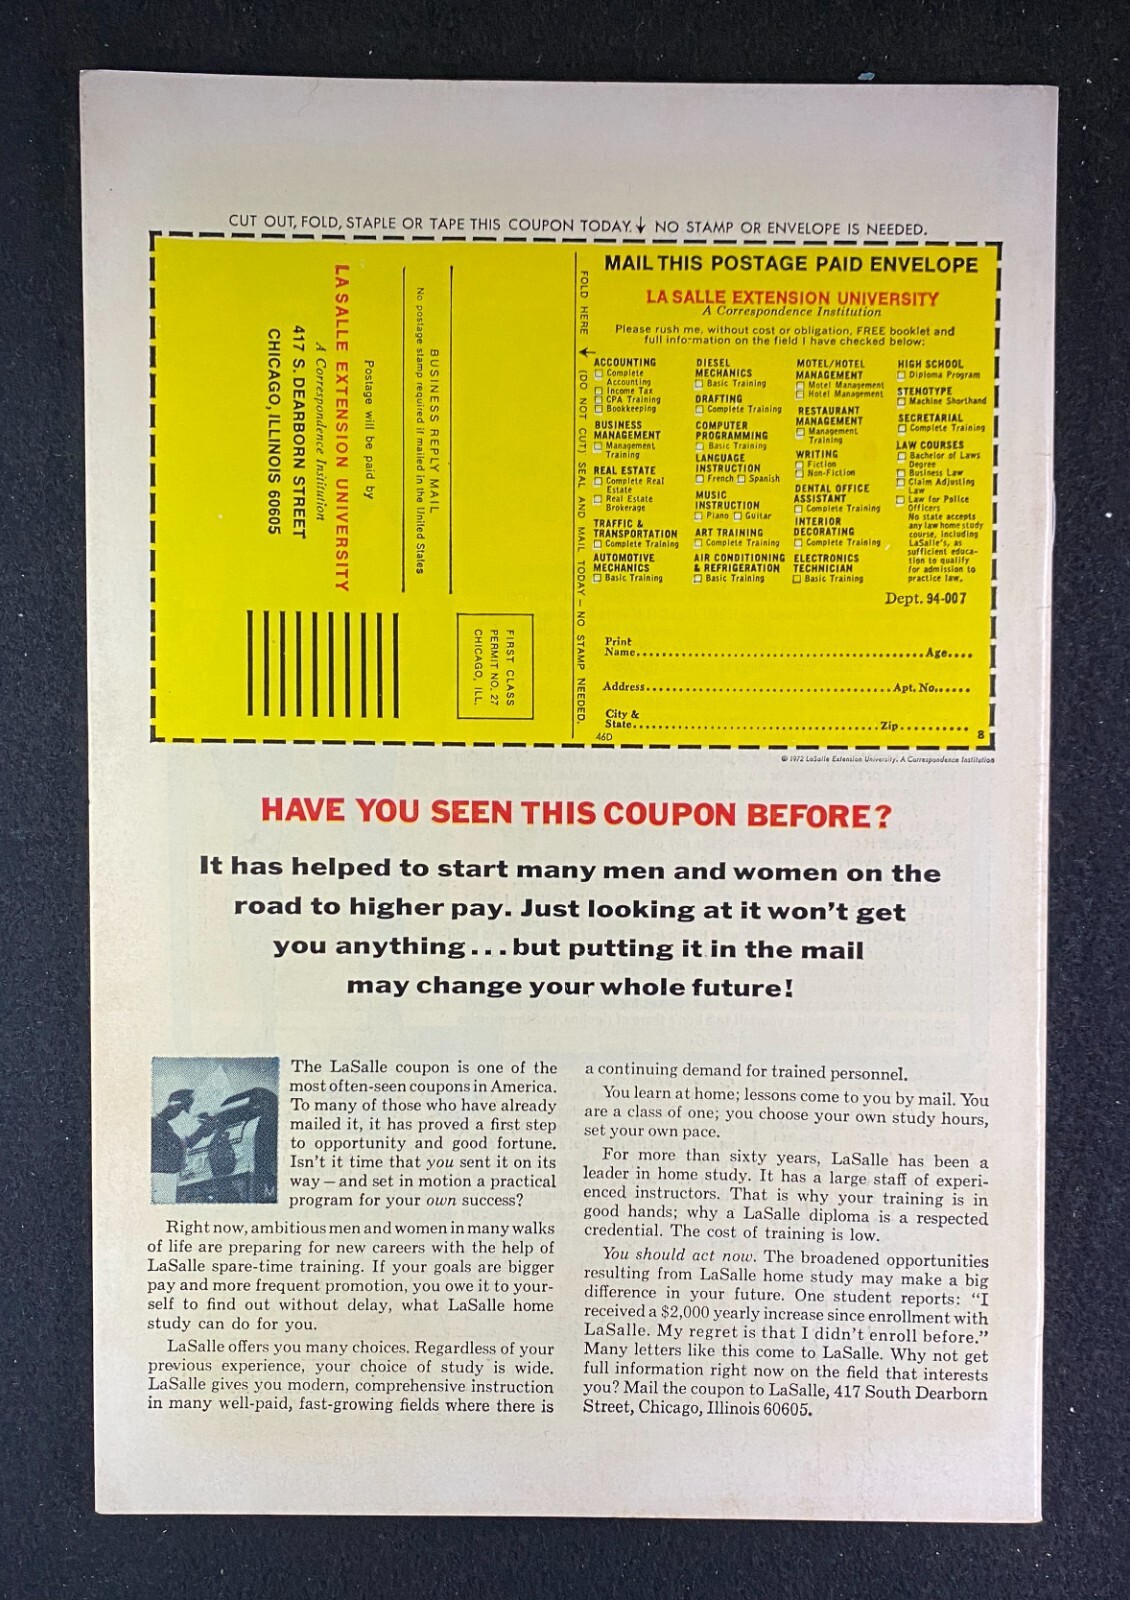 CUT OUT, FOLD, STAPLE OR TAPE THIS COUPON TODAY. ↓ NO STAMP OR ENVELOPE IS NEEDED.
FIRST CLASS
PERMIT NO. 27
CHICAGO, ILL.
BUSINESS REPLY MAIL
No postage stamp required if mailed in the United States
Postage will be paid by
LA SALLE EXTENSION UNIVERSITY
A Correspondence Institution
417 S. DEARBORN STREET
CHICAGO, ILLINOIS 60605
FOLD HERE (DO NOT CUT) SEAL AND MAIL TODAY — NO STAMP NEEDED.
MAIL THIS POSTAGE PAID ENVELOPE
LA SALLE EXTENSION UNIVERSITY
A Correspondence Institution
Please rush me, without cost or obligation, FREE booklet and
full information on the field I have checked below:
ACCOUNTING
☐ Complete
Accounting
☐ Income Tax
☐ CPA Training
☐ Bookkeeping
BUSINESS
MANAGEMENT
☐ Management
Training
REAL ESTATE
☐ Complete Real
Estate
☐ Real Estate
Brokerage
TRAFFIC &
TRANSPORTATION
☐ Complete Training
AUTOMOTIVE
MECHANICS
☐ Basic Training
DIESEL
MECHANICS
☐ Basic Training
DRAFTING
☐ Complete Training
COMPUTER
PROGRAMMING
☐ Basic Training
LANGUAGE
INSTRUCTION
☐ French ☐ Spanish
MUSIC
INSTRUCTION
☐ Piano ☐ Guitar
ART TRAINING
☐ Complete Training
AIR CONDITIONING
& REFRIGERATION
☐ Basic Training
MOTEL/HOTEL
MANAGEMENT
☐ Motel Management
☐ Hotel Management
RESTAURANT
MANAGEMENT
☐ Management
Training
WRITING
☐ Fiction
☐ Non-Fiction
DENTAL OFFICE
ASSISTANT
☐ Complete Training
INTERIOR
DECORATING
☐ Complete Training
ELECTRONICS
TECHNICIAN
☐ Basic Training
HIGH SCHOOL
☐ Diploma Program
STENOTYPE
☐ Machine Shorthand
SECRETARIAL
☐ Complete Training
LAW COURSES
☐ Bachelor of Laws
Degree
☐ Business Law
☐ Claim Adjusting
Law
☐ Law for Police
Officers
No state accepts
any law home study
course, including
LaSalle's, as
sufficient educa-
tion to qualify
for admission to
practice law.
Dept. 94-007
Print
Name................Age....
Address................Apt. No......
City &
State................Zip..........
46D 8
© 1972 LaSalle Extension University. A Correspondence Institution
HAVE YOU SEEN THIS COUPON BEFORE?
It has helped to start many men and women on the
road to higher pay. Just looking at it won't get
you anything...but putting it in the mail
may change your whole future!
The LaSalle coupon is one of the
most often-seen coupons in America.
To many of those who have already
mailed it, it has proved a first step
to opportunity and good fortune.
Isn't it time that you sent it on its
way—and set in motion a practical
program for your own success?
Right now, ambitious men and women in many walks
of life are preparing for new careers with the help of
LaSalle spare-time training. If your goals are bigger
pay and more frequent promotion, you owe it to your-
self to find out without delay, what LaSalle home
study can do for you.
LaSalle offers you many choices. Regardless of your
previous experience, your choice of study is wide.
LaSalle gives you modern, comprehensive instruction
in many well-paid, fast-growing fields where there is
a continuing demand for trained personnel.
You learn at home; lessons come to you by mail. You
are a class of one; you choose your own study hours,
set your own pace.
For more than sixty years, LaSalle has been a
leader in home study. It has a large staff of experi-
enced instructors. That is why your training is in
good hands; why a LaSalle diploma is a respected
credential. The cost of training is low.
You should act now. The broadened opportunities
resulting from LaSalle home study may make a big
difference in your future. One student reports: "I
received a $2,000 yearly increase since enrollment with
LaSalle. My regret is that I didn't enroll before."
Many letters like this come to LaSalle. Why not get
full information right now on the field that interests
you? Mail the coupon to LaSalle, 417 South Dearborn
Street, Chicago, Illinois 60605.